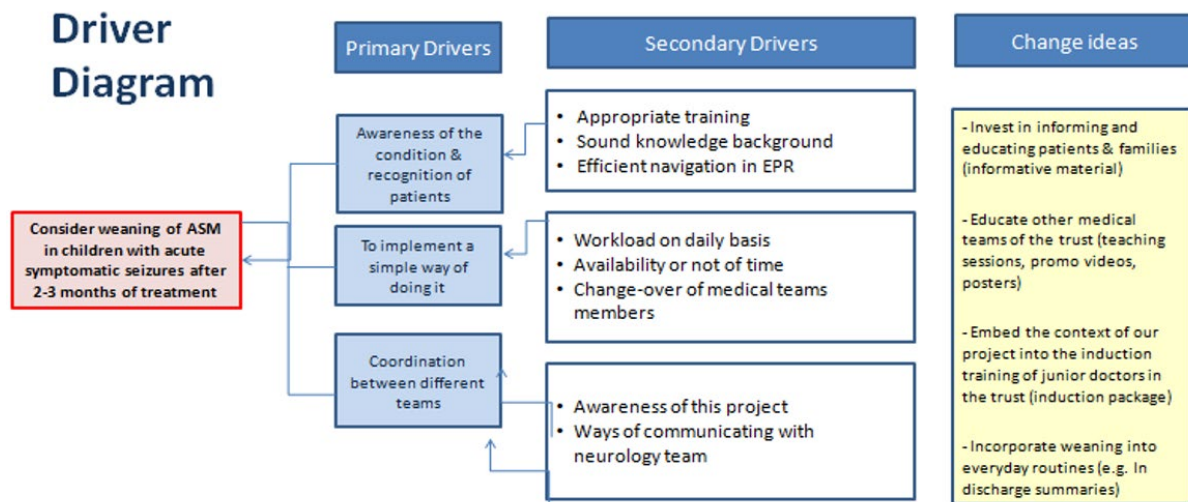 Driver
Diagram
Primary Drivers
Secondary Drivers
Change ideas
Consider weaning of ASM
in children with acute
symptomatic seizures after
2-3 months of treatment
Awareness of the
condition &
recognition of
patients
To implement a
simple way of
doing it
Coordination
between different
teams
• Appropriate training
• Sound knowledge background
• Efficient navigation in EPR
• Workload on daily basis
• Availability or not of time
• Change-over of medical teams
members
• Awareness of this project
• Ways of communicating with
neurology team
- Invest in informing and
educating patients & families
(informative material)
- Educate other medical
teams of the trust (teaching
sessions, promo videos,
posters)
- Embed the context of our
project into the induction
training of junior doctors in
the trust (induction package)
- Incorporate weaning into
everyday routines (e.g. In
discharge summaries)